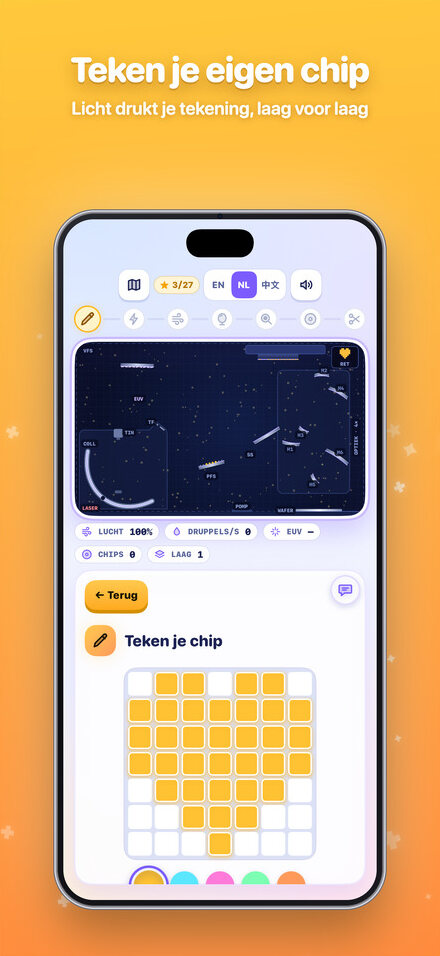 Teken je eigen chip
Licht drukt je tekening, laag voor laag
3/27
EN
NL
中文
VFS
RET
EUV
M2
M4
TF
TIN
COLL
M3
M1
SS
M6
M5
PFS
OPTIEK · 4×
LASER
POMP
WAFER
LUCHT 100%
DRUPPELS/S 0
EUV –
CHIPS 0
LAAG 1
← Terug
Teken je chip